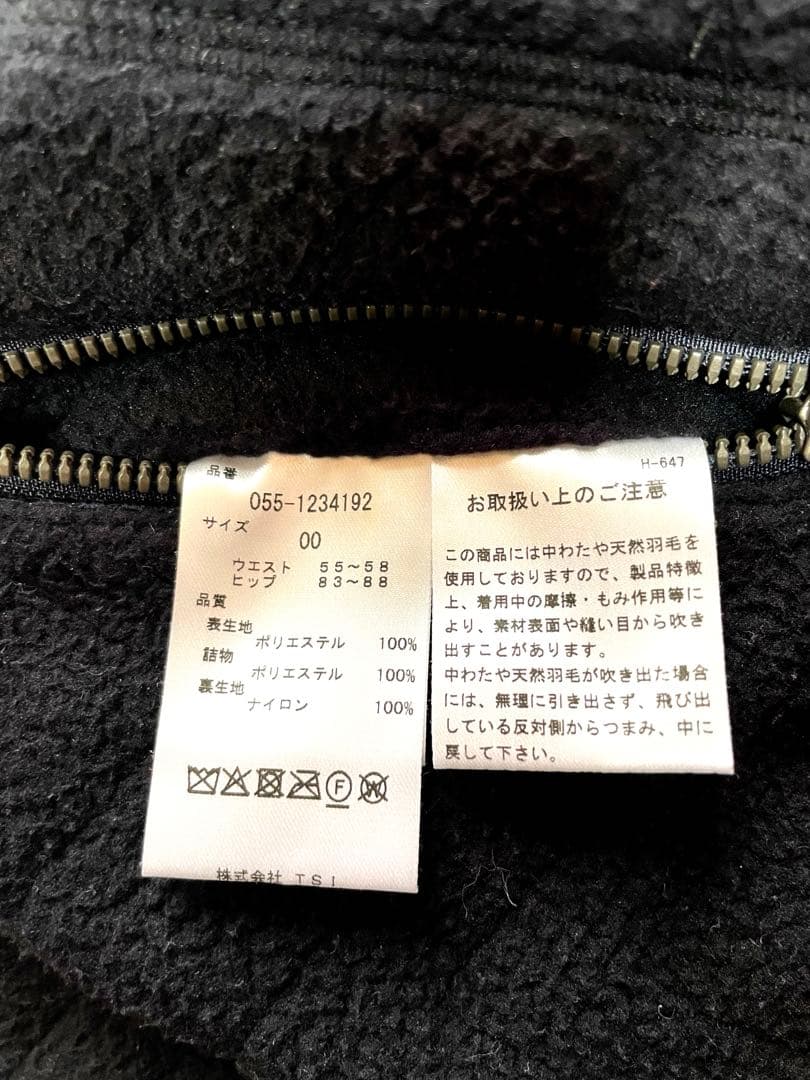 品番
055-1234192
サイズ
00
ウエスト 55～58
ヒップ 83～88
品質
表生地
ポリエステル 100%
詰物
ポリエステル 100%
裏生地
ナイロン 100%
F W
株式会社 TSI
H-647
お取扱い上のご注意
この商品には中わたや天然羽毛を
使用しておりますので、製品特徴
上、着用中の摩擦・もみ作用等に
より、素材表面や縫い目から吹き
出すことがあります。
中わたや天然羽毛が吹き出た場合
には、無理に引き出さず、飛び出
している反対側からつまみ、中に
戻して下さい。